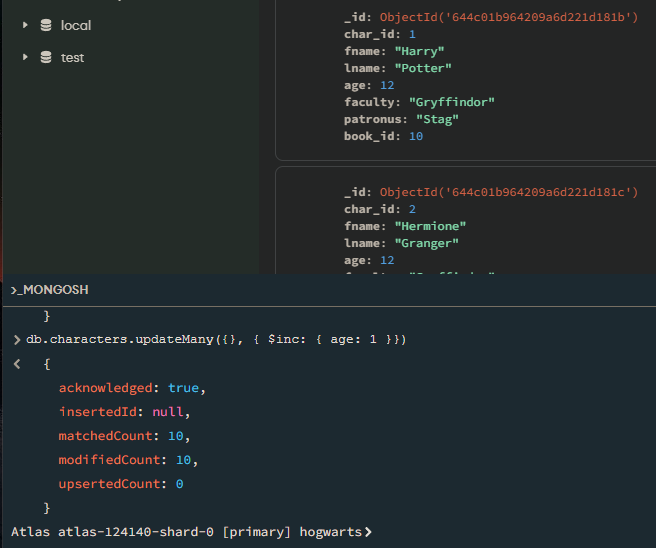 local
test
_id: ObjectId('644c01b964209a6d221d181b')
char_id: 1
fname: "Harry"
lname: "Potter"
age: 12
faculty: "Gryffindor"
patronus: "Stag"
book_id: 10
_id: ObjectId('644c01b964209a6d221d181c')
char_id: 2
fname: "Hermione"
lname: "Granger"
age: 12
>_MONGOSH
}
> db.characters.updateMany({}, { $inc: { age: 1 }})
< {
acknowledged: true,
insertedId: null,
matchedCount: 10,
modifiedCount: 10,
upsertedCount: 0
}
Atlas atlas-124140-shard-0 [primary] hogwarts>